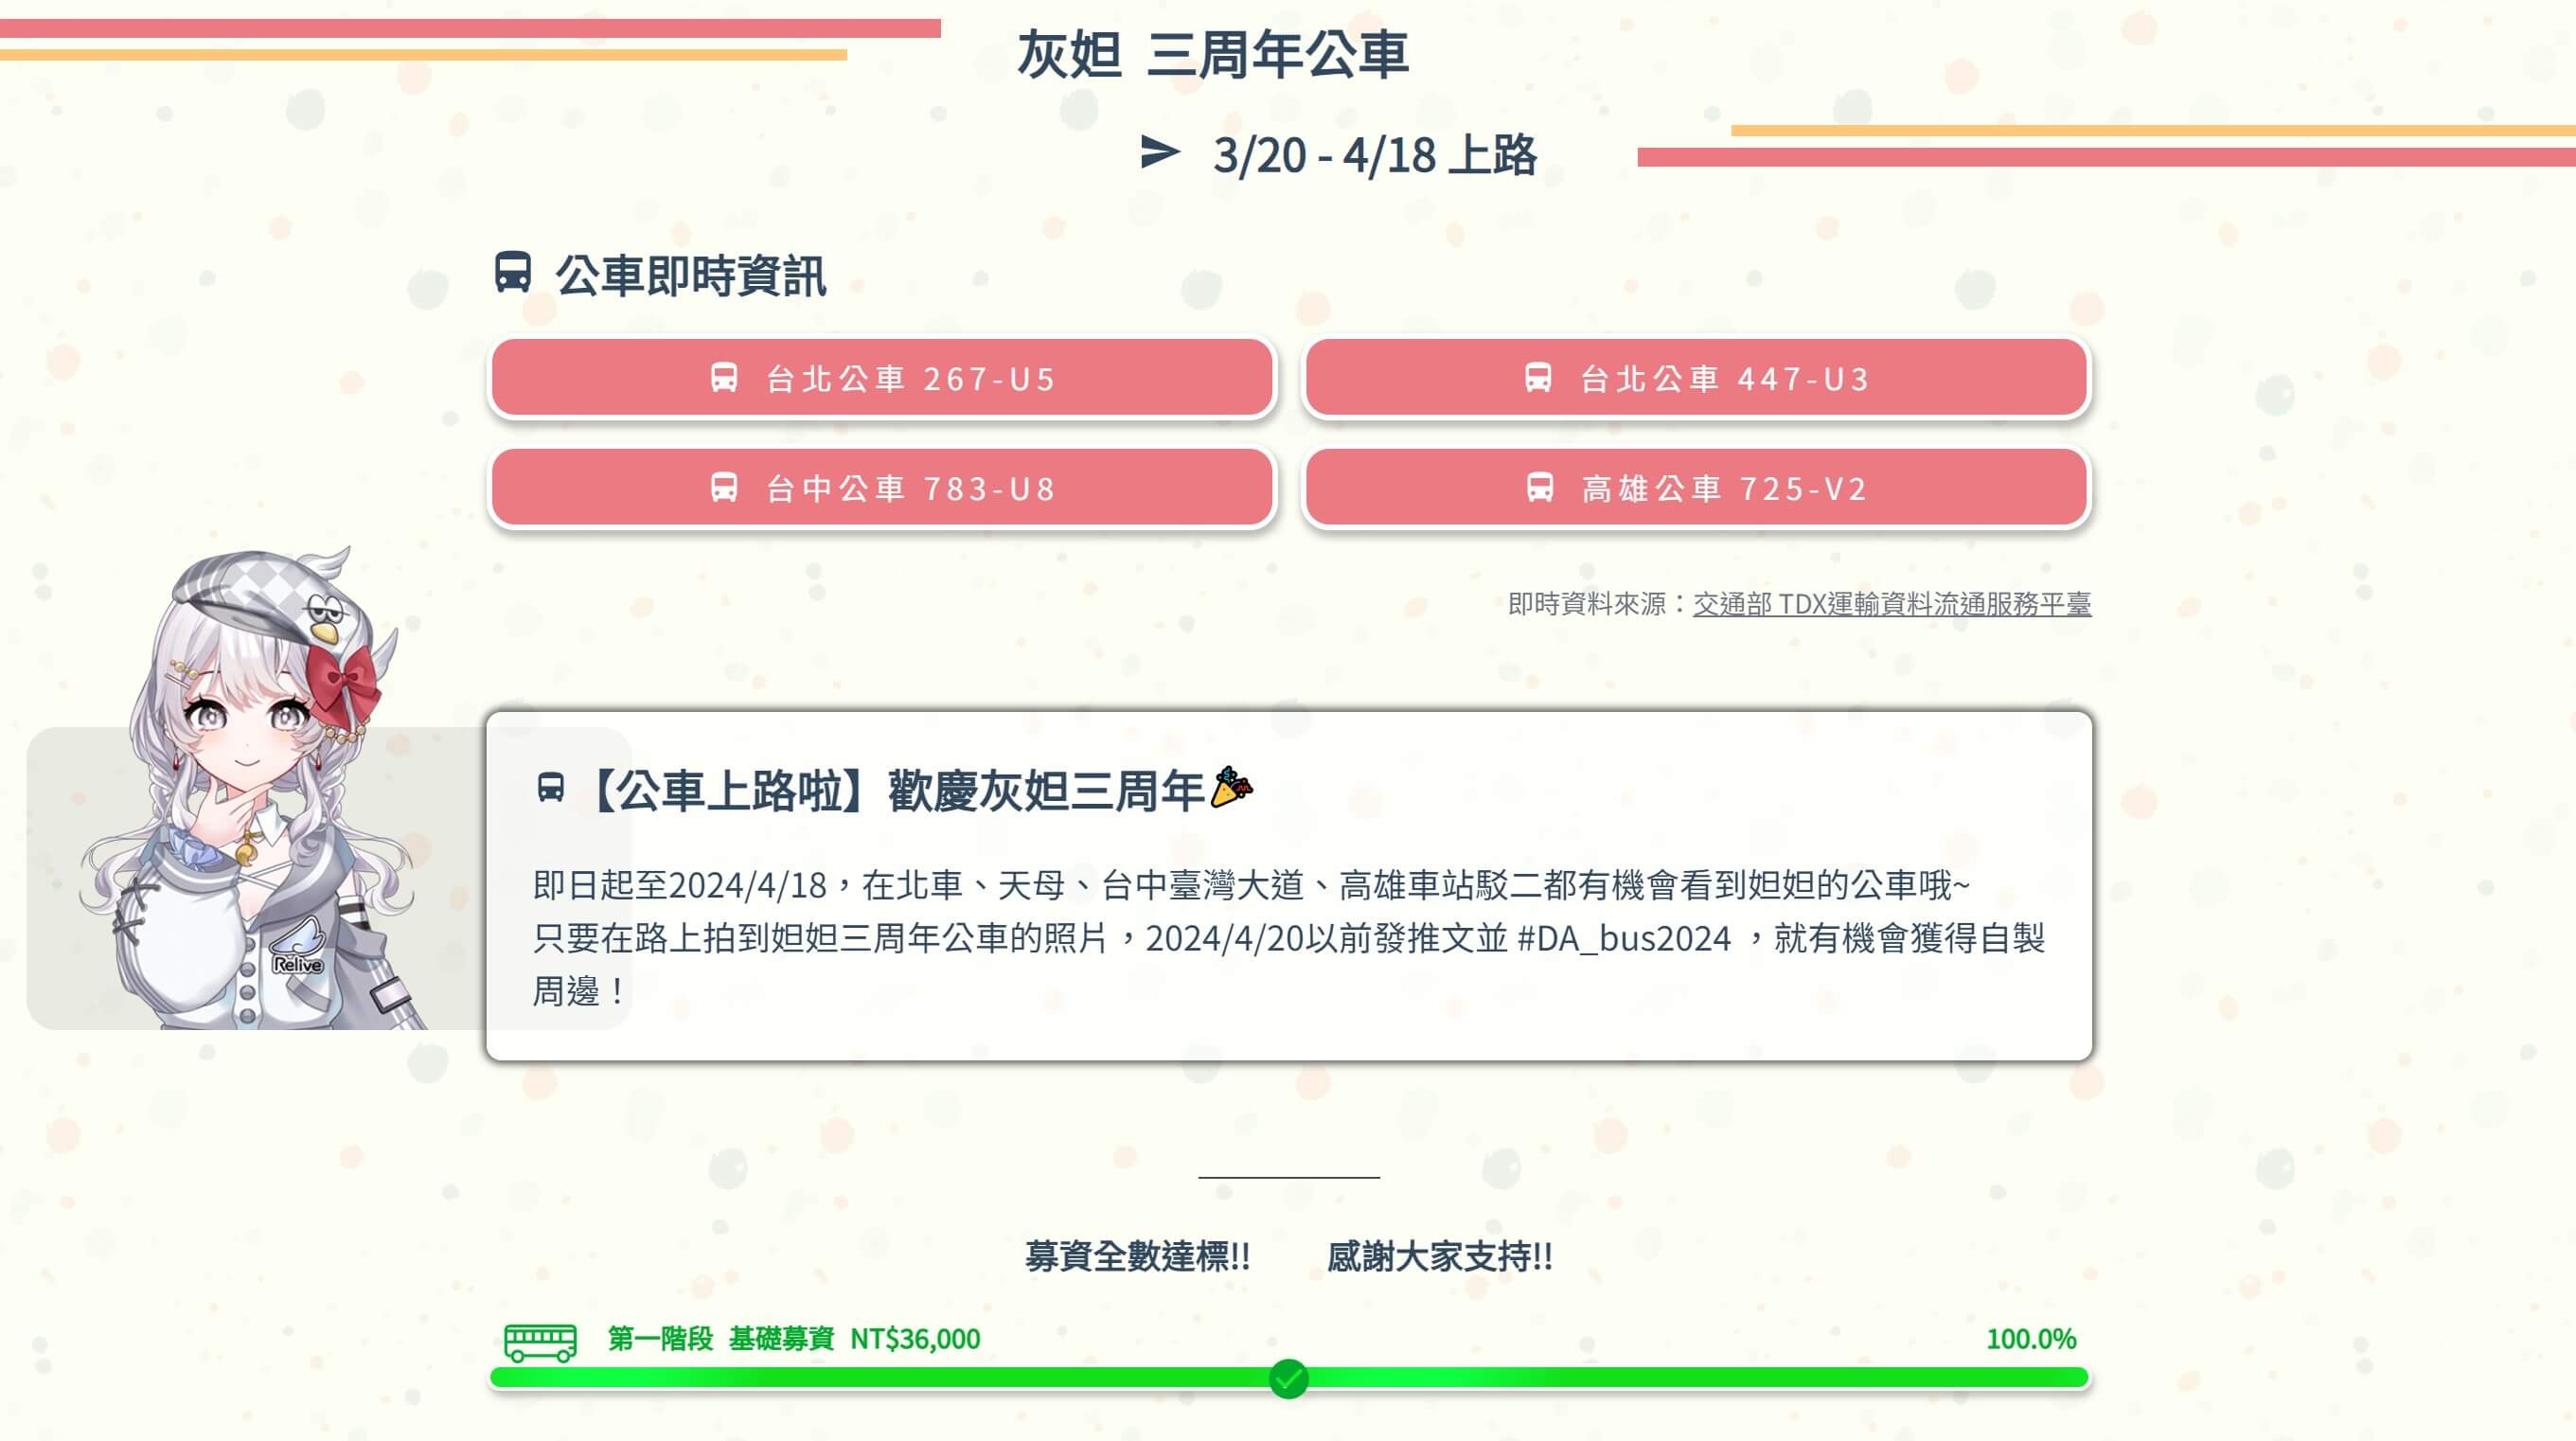 灰妲 三周年公車
3/20 - 4/18 上路
公車即時資訊
台北公車 267-U5
台北公車 447-U3
台中公車 783-U8
高雄公車 725-V2
即時資料來源：交通部 TDX運輸資料流通服務平臺
【公車上路啦】歡慶灰妲三周年🎉
即日起至2024/4/18，在北車、天母、台中臺灣大道、高雄車站駁二都有機會看到妲妲的公車哦~
只要在路上拍到妲妲三周年公車的照片，2024/4/20以前發推文並 #DA_bus2024 ，就有機會獲得自製
周邊！
Relive
募資全數達標!! 感謝大家支持!!
第一階段 基礎募資 NT$36,000
100.0%